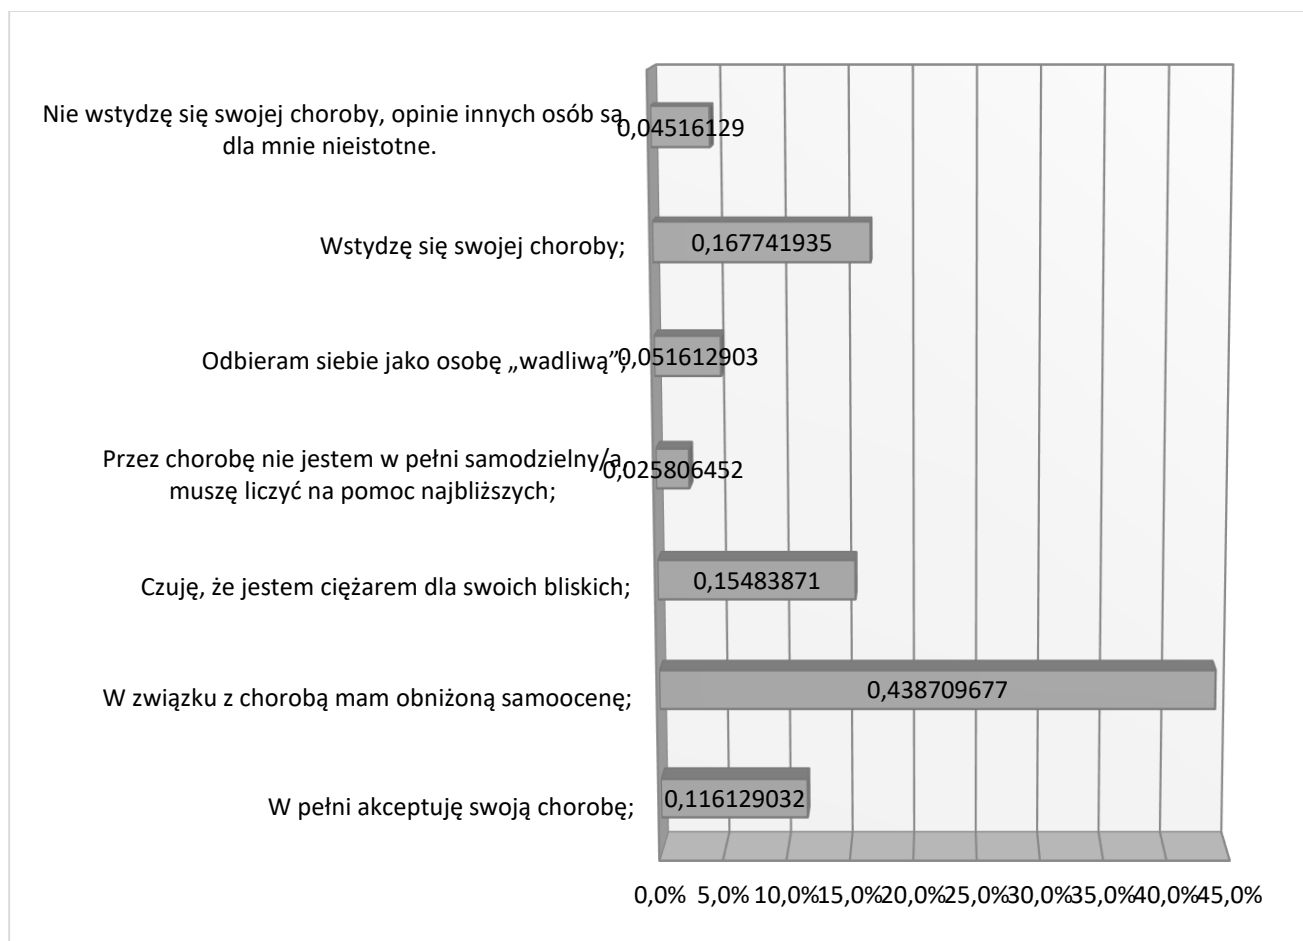 Nie wstydzę się swojej choroby, opinie innych osób są
dla mnie nieistotne.
0,04516129
Wstydzę się swojej choroby;
0,167741935
Odbieram siebie jako osobę „wadliwą”;
0,051612903
Przez chorobę nie jestem w pełni samodzielny/a,
muszę liczyć na pomoc najbliższych;
0,025806452
Czuję, że jestem ciężarem dla swoich bliskich;
0,15483871
W związku z chorobą mam obniżoną samoocenę;
0,438709677
W pełni akceptuję swoją chorobę;
0,116129032
0,0% 5,0% 10,0% 15,0% 20,0% 25,0% 30,0% 35,0% 40,0% 45,0%